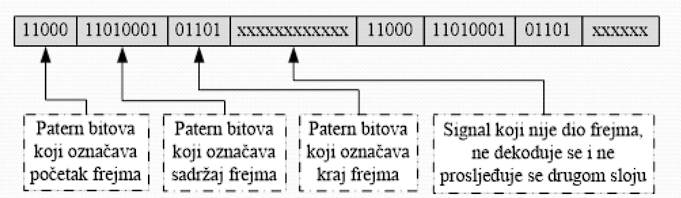 11000 11010001 01101 xxxxxxxxxxxx 11000 11010001 01101 xxxxxx
Patern bitova
koji označava
početak frejma
Patern bitova
koji označava
sadržaj frejma
Patern bitova
koji označava
kraj frejma
Signal koji nije dio frejma,
ne dekoduje se i ne
prosljeđuje se drugom sloju